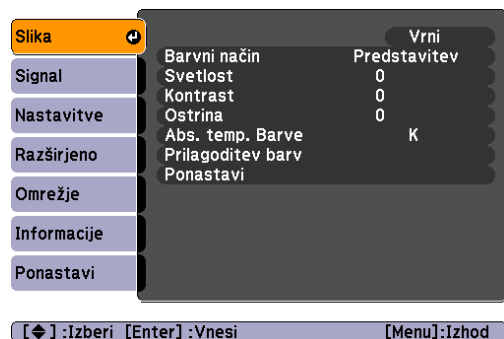 Slika
Signal
Nastavitve
Razširjeno
Omrežje
Informacije
Ponastavi
Vrni
Barvni način Predstavitev
Svetlost 0
Kontrast 0
Ostrina 0
Abs. temp. Barve K
Prilagoditev barv
Ponastavi
[◆] :Izberi [Enter] :Vnesi [Menu]:Izhod